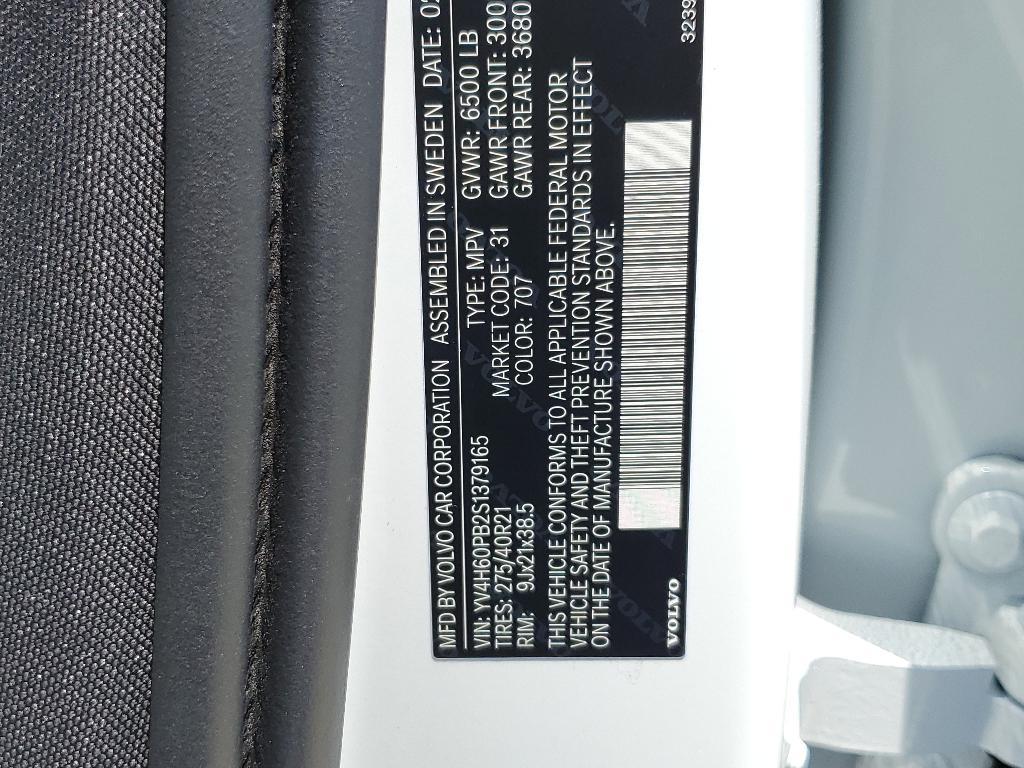 MFD BY VOLVO CAR CORPORATION ASSEMBLED IN SWEDEN DATE: 02
VIN: YV4H60PB2S1379165 TYPE: MPV GVWR: 6500 LB
TIRES: 275/40R21 MARKET CODE: 31 GAWR FRONT: 300
RIM: 9Jx21x38.5 COLOR: 707 GAWR REAR: 3680
THIS VEHICLE CONFORMS TO ALL APPLICABLE FEDERAL MOTOR
VEHICLE SAFETY AND THEFT PREVENTION STANDARDS IN EFFECT
ON THE DATE OF MANUFACTURE SHOWN ABOVE.
VOLVO 3239